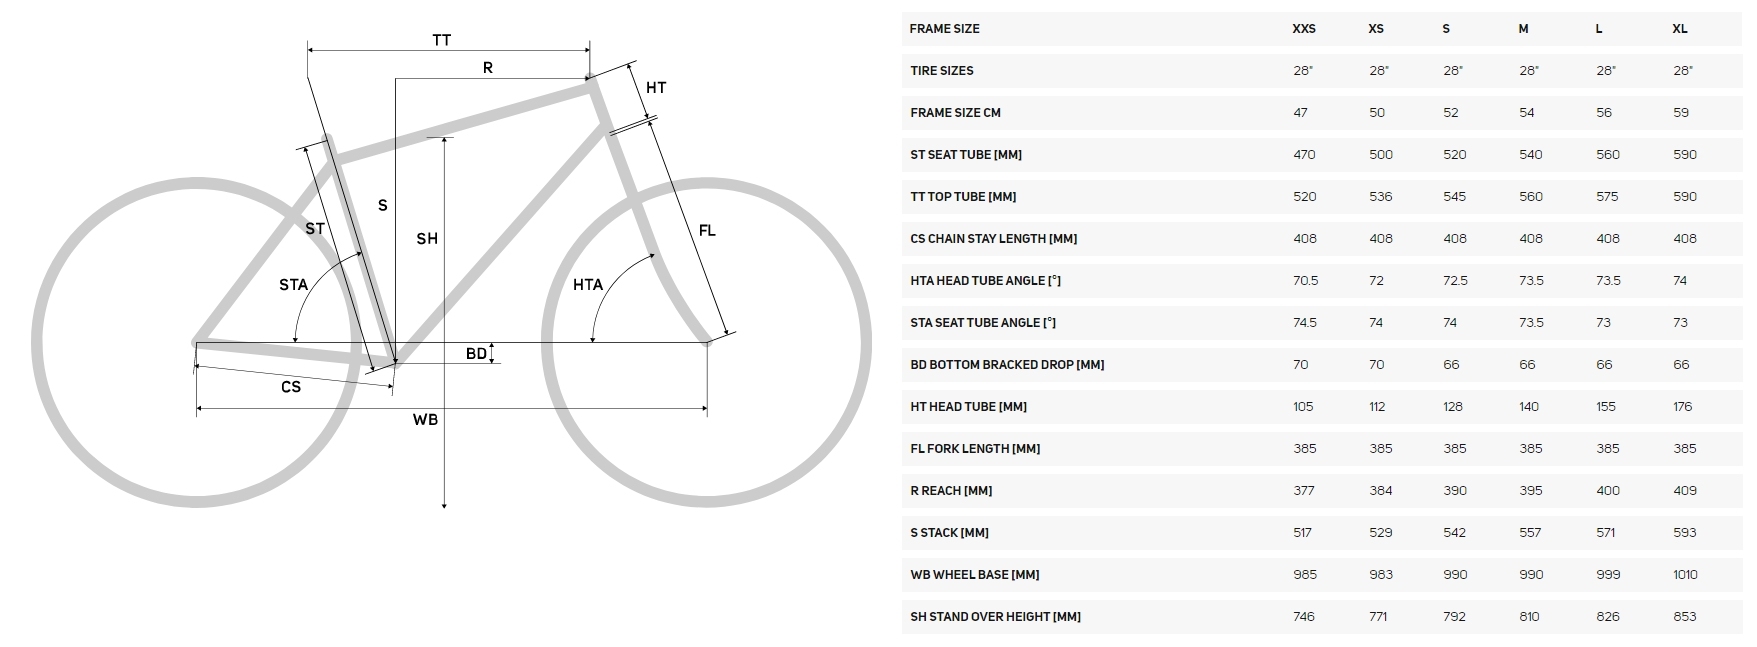 TT
R
HT
S
ST
SH
FL
STA
HTA
BD
CS
WB
FRAME SIZE XXS XS S M L XL
TIRE SIZES 28" 28" 28" 28" 28" 28"
FRAME SIZE CM 47 50 52 54 56 59
ST SEAT TUBE [MM] 470 500 520 540 560 590
TT TOP TUBE [MM] 520 536 545 560 575 590
CS CHAIN STAY LENGTH [MM] 408 408 408 408 408 408
HTA HEAD TUBE ANGLE [°] 70.5 72 72.5 73.5 73.5 74
STA SEAT TUBE ANGLE [°] 74.5 74 74 73.5 73 73
BD BOTTOM BRACKED DROP [MM] 70 70 66 66 66 66
HT HEAD TUBE [MM] 105 112 128 140 155 176
FL FORK LENGTH [MM] 385 385 385 385 385 385
R REACH [MM] 377 384 390 395 400 409
S STACK [MM] 517 529 542 557 571 593
WB WHEEL BASE [MM] 985 983 990 990 999 1010
SH STAND OVER HEIGHT [MM] 746 771 792 810 826 853